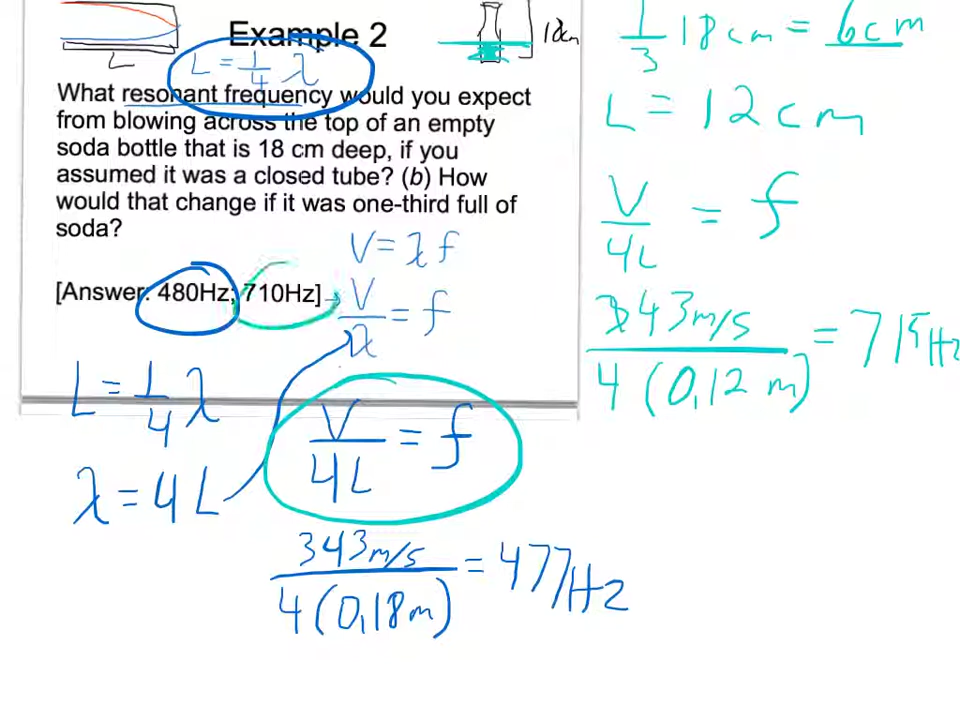 Example 2
L
18cm
L = 1/4 λ
What resonant frequency would you expect
from blowing across the top of an empty
soda bottle that is 18 cm deep, if you
assumed it was a closed tube? (b) How
would that change if it was one-third full of
soda?
[Answer: 480Hz; 710Hz]
V = λ f
V/λ = f
L = 1/4 λ
λ = 4 L
V/4L = f
343 m/s / 4 (0,18 m) = 477 Hz
1/3 18 cm = 6 cm
L = 12 cm
V/4L = f
343 m/s / 4 (0,12 m) = 715 Hz